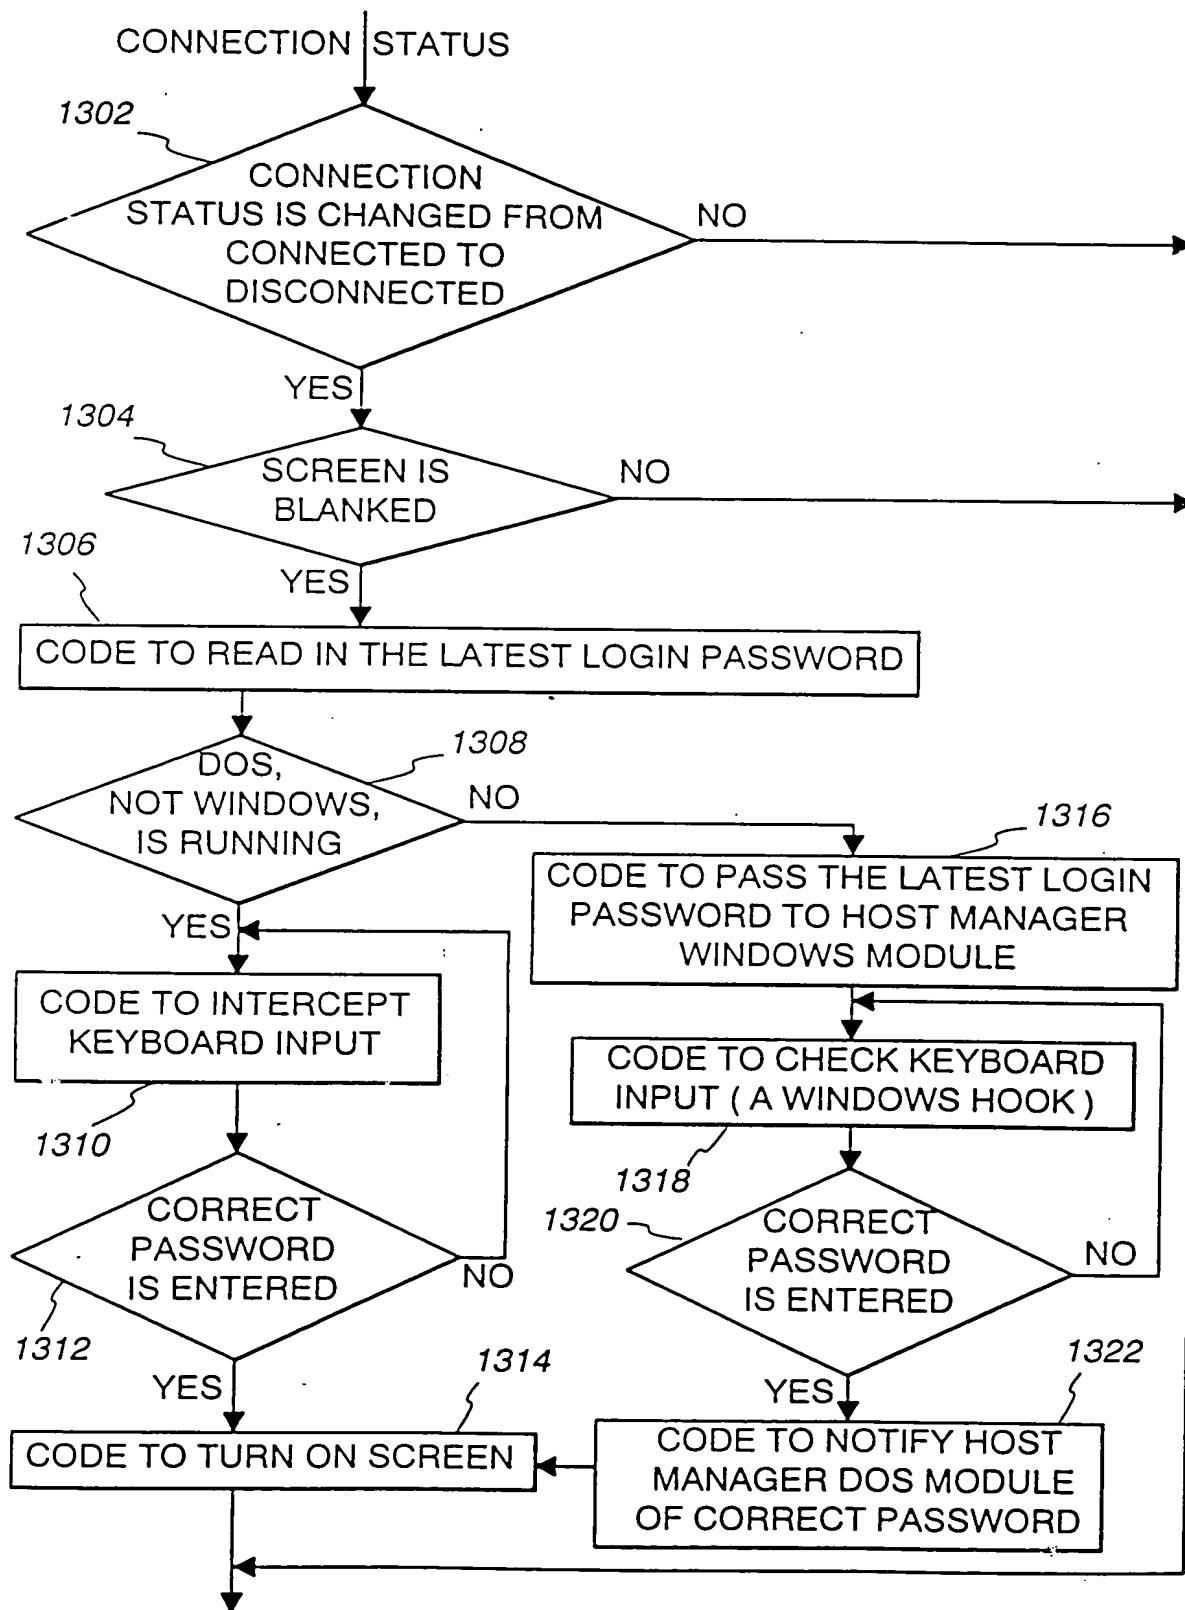 CONNECTION STATUS
1302
CONNECTION
STATUS IS CHANGED FROM
CONNECTED TO
DISCONNECTED
NO
YES
1304
SCREEN IS
BLANKED
NO
1306
YES
CODE TO READ IN THE LATEST LOGIN PASSWORD
1308
DOS,
NOT WINDOWS,
IS RUNNING
NO
YES
1316
CODE TO PASS THE LATEST LOGIN
PASSWORD TO HOST MANAGER
WINDOWS MODULE
CODE TO INTERCEPT
KEYBOARD INPUT
1310
CODE TO CHECK KEYBOARD
INPUT ( A WINDOWS HOOK )
1318
CORRECT
PASSWORD
IS ENTERED
NO
1312
1320
CORRECT
PASSWORD
IS ENTERED
NO
YES
1314
CODE TO TURN ON SCREEN
YES
1322
CODE TO NOTIFY HOST
MANAGER DOS MODULE
OF CORRECT PASSWORD